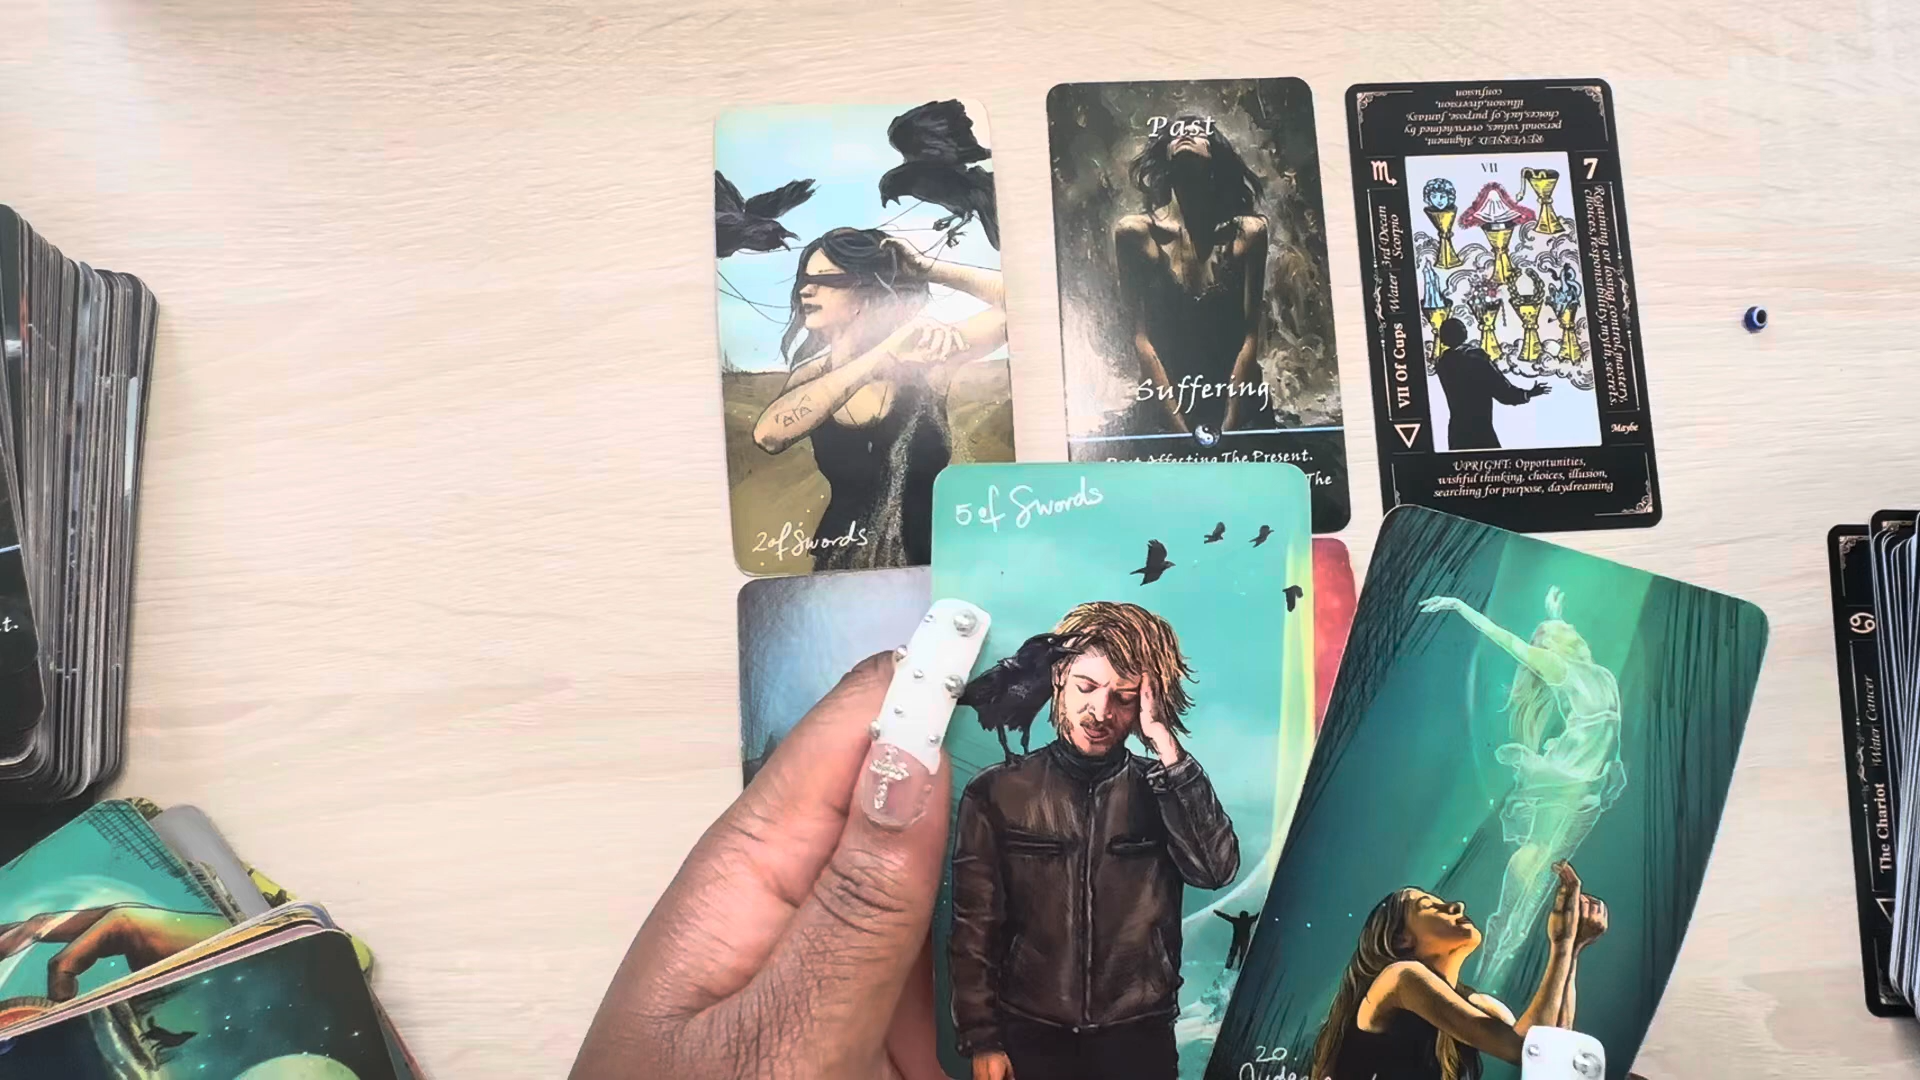 Past
Suffering
Past Affecting The Present.
The
2 of Swords
5 of Swords
REVERSED: Alignment,
personal values, overwhelmed by
choices, lack of purpose, fantasy,
illusion, diversion,
confusion
VII
7
3rd Decan
Water Scorpio
VII Of Cups
Regaining or losing control, mastery,
choices, responsibility, myth, secrets.
Maybe
UPRIGHT: Opportunities,
wishful thinking, choices, illusion,
searching for purpose, daydreaming
20.
t.
The Chariot Water Cancer